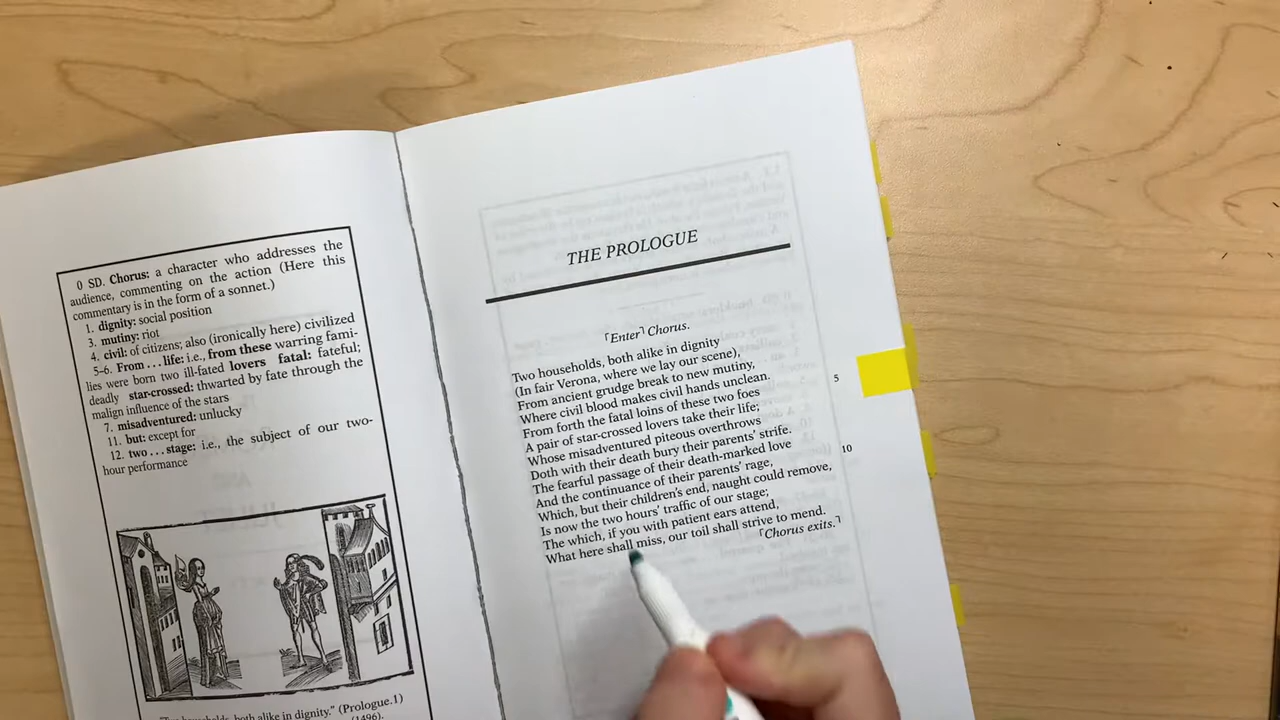 0 SD. Chorus: a character who addresses the
audience, commenting on the action (Here this
commentary is in the form of a sonnet.)
1. dignity: social position
3. mutiny: riot
4. civil: of citizens; also (ironically here) civilized
5-6. From . . . life: i.e., from these warring fami-
lies were born two ill-fated lovers fatal: fateful;
deadly star-crossed: thwarted by fate through the
malign influence of the stars
7. misadventured: unlucky
11. but: except for
12. two . . . stage: i.e., the subject of our two-
hour performance
households, both alike in dignity." (Prologue.1)
(1496).
THE PROLOGUE
⌜Enter⌝ Chorus.
Two households, both alike in dignity
(In fair Verona, where we lay our scene),
From ancient grudge break to new mutiny,
Where civil blood makes civil hands unclean.
From forth the fatal loins of these two foes 5
A pair of star-crossed lovers take their life;
Whose misadventured piteous overthrows
Doth with their death bury their parents' strife.
The fearful passage of their death-marked love
And the continuance of their parents' rage, 10
Which, but their children's end, naught could remove,
Is now the two hours' traffic of our stage;
The which, if you with patient ears attend,
What here shall miss, our toil shall strive to mend.
⌜Chorus exits.⌝